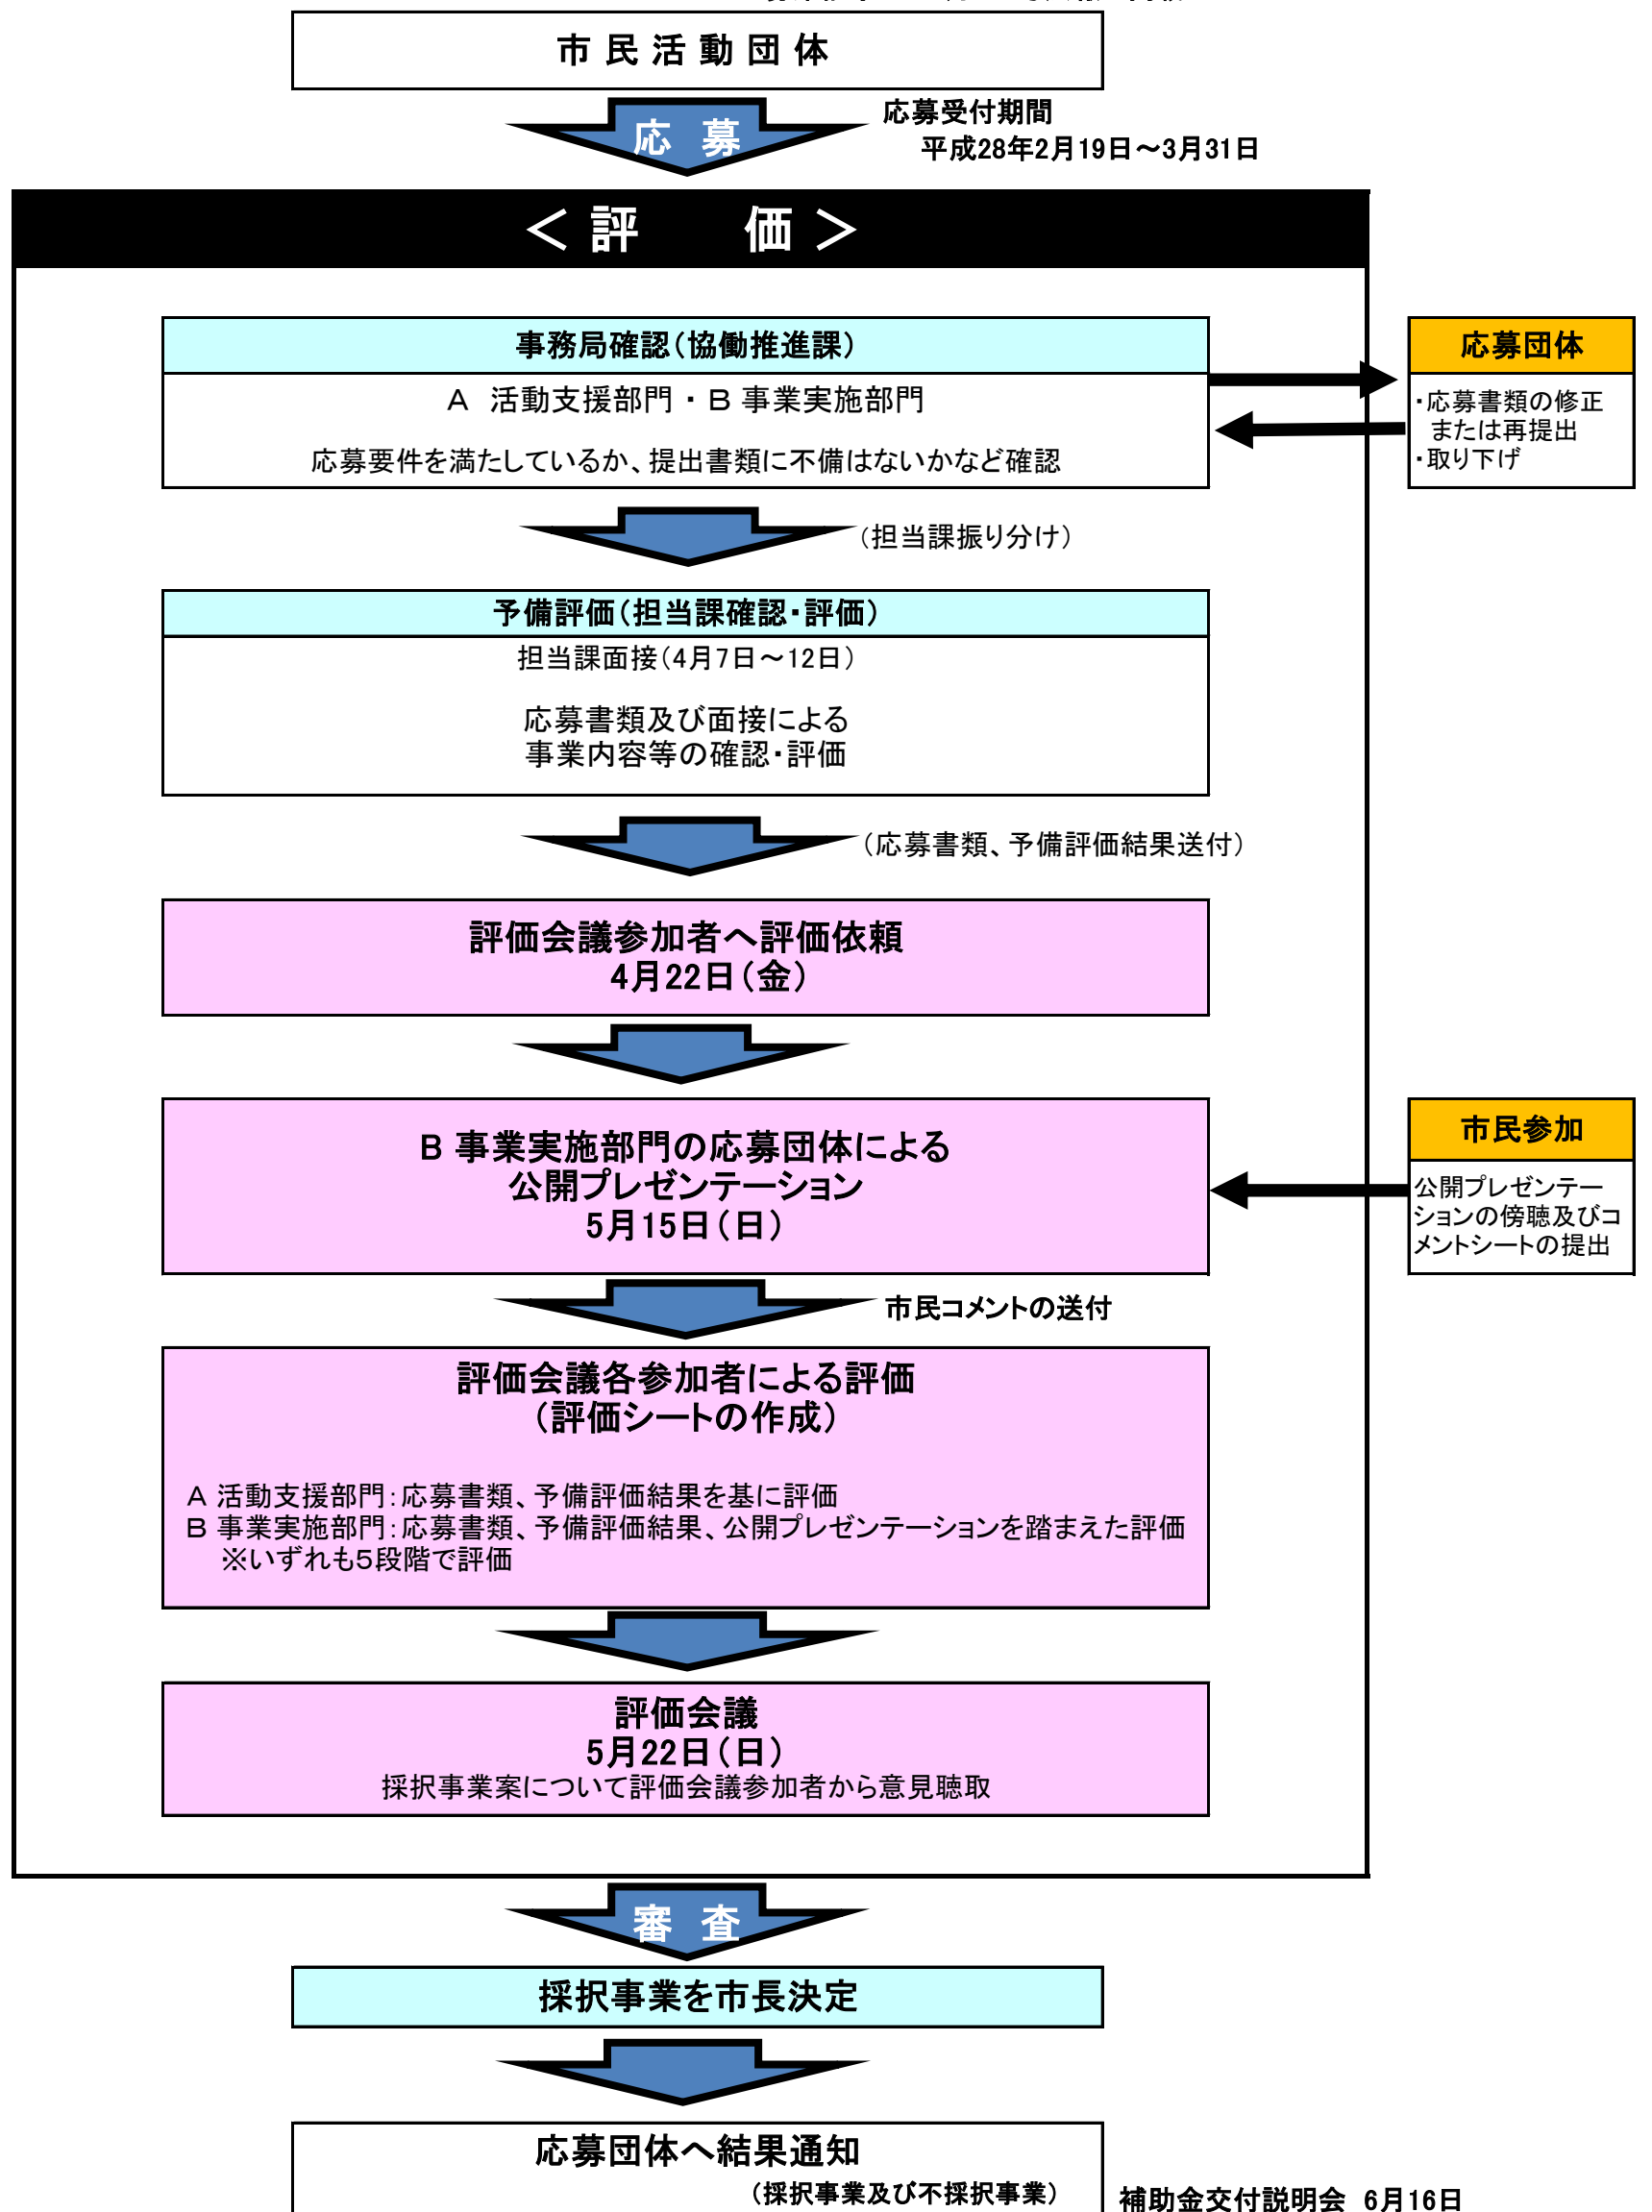 市民活動団体
応 募
応募受付期間
平成28年2月19日～3月31日
＜評　価＞
事務局確認（協働推進課）
Ａ 活動支援部門・Ｂ 事業実施部門
応募要件を満たしているか、提出書類に不備はないかなど確認
応募団体
・応募書類の修正
または再提出
・取り下げ
（担当課振り分け）
予備評価（担当課確認・評価）
担当課面接（4月7日～12日）
応募書類及び面接による
事業内容等の確認・評価
（応募書類、予備評価結果送付）
評価会議参加者へ評価依頼
4月22日（金）
B 事業実施部門の応募団体による
公開プレゼンテーション
5月15日（日）
市民参加
公開プレゼンテー
ションの傍聴及びコ
メントシートの提出
市民コメントの送付
評価会議各参加者による評価
（評価シートの作成）
Ａ 活動支援部門：応募書類、予備評価結果を基に評価
Ｂ 事業実施部門：応募書類、予備評価結果、公開プレゼンテーションを踏まえた評価
※いずれも５段階で評価
評価会議
5月22日（日）
採択事業案について評価会議参加者から意見聴取
審 査
採択事業を市長決定
応募団体へ結果通知
（採択事業及び不採択事業）
補助金交付説明会 6月16日